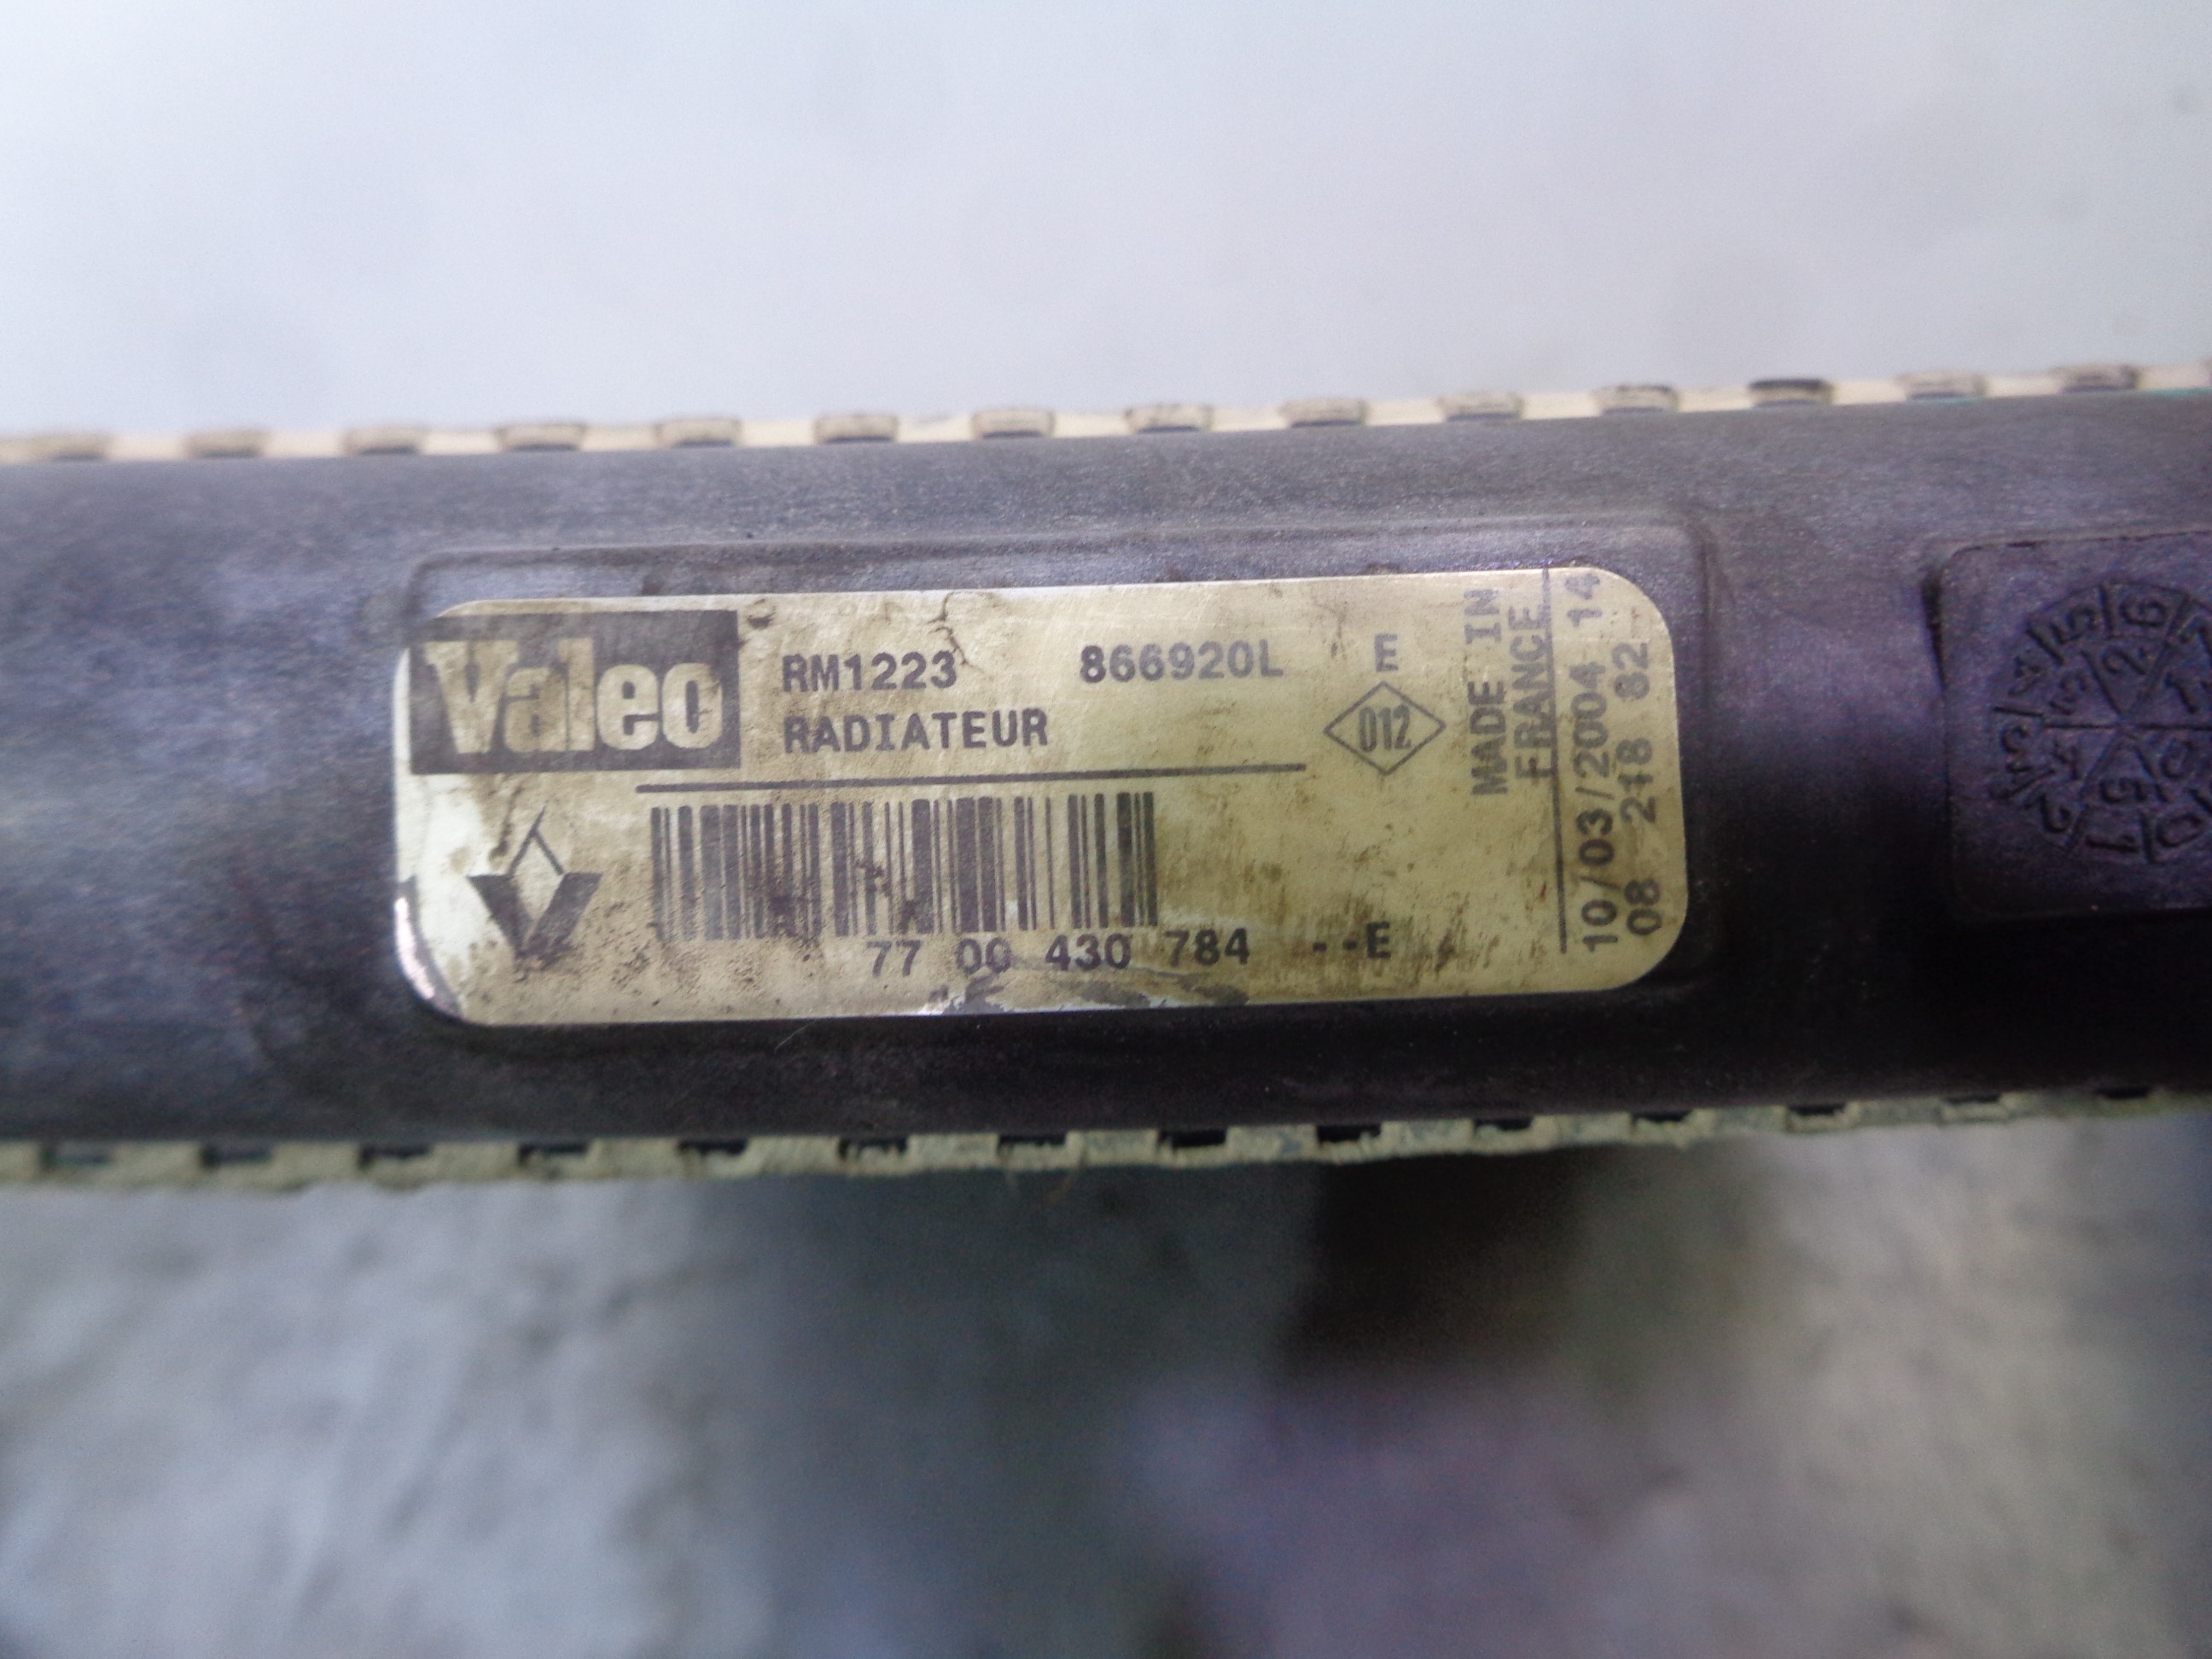 Valeo
RM1223 866920L E
RADIATEUR
012
77 00 430 784 --E
MADE IN
FRANCE
10/03/2004 14
08 218 82